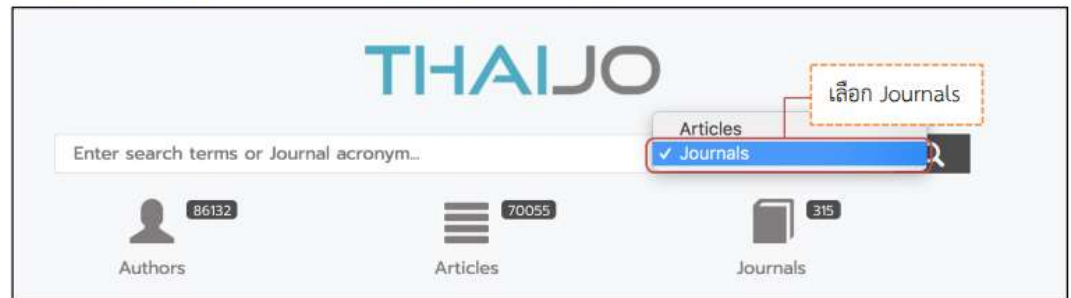 THAIJO
เลือก Journals
Articles
Enter search terms or Journal acronym...
✓ Journals
86132
70055
315
Authors
Articles
Journals